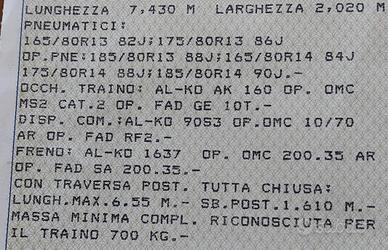 LUNGHEZZA 7,430 M LARGHEZZA 2,020 M
PNEUMATICI:
165/80R13 82J;175/80R13 86J
OP.PNE:185/80R13 88J;165/80R14 84J
175/80R14 88J;185/80R14 90J.-
OCCH. TRAINO: AL-KO AK 160 OP. OMC
MS2 CAT.2 OP. FAD GE 10T.-
DISP. COM.:AL-KO 90S3 OP.OMC 10/70
AR OP. FAD RF2.-
FRENO: AL-KO 1637 OP. OMC 200.35 AR
OP. FAD SA 200.35.-
CON TRAVERSA POST. TUTTA CHIUSA:
LUNGH.MAX.6.55 M.- SB.POST.1.610 M.-
MASSA MINIMA COMPL. RICONOSCIUTA PER
IL TRAINO 700 KG.-